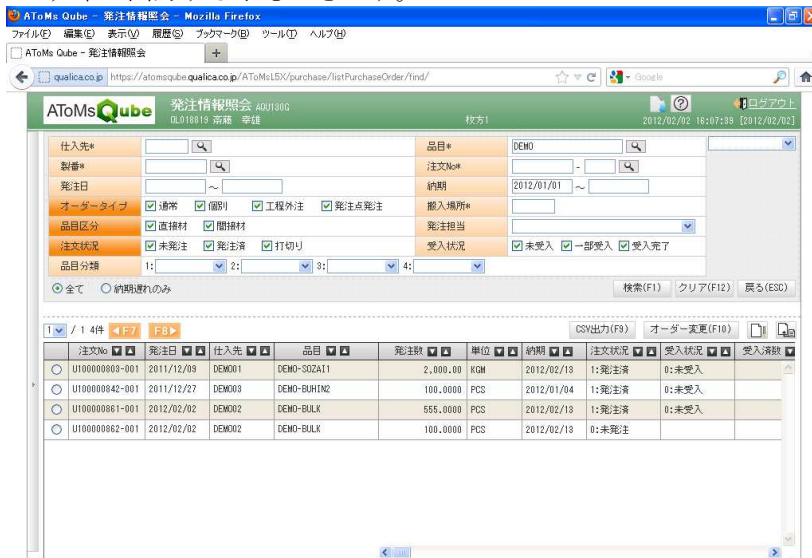 AToMs Qube - 発注情報照会 - Mozilla Firefox
ファイル(F) 編集(E) 表示(V) 履歴(S) ブックマーク(B) ツール(T) ヘルプ(H)
AToMs Qube - 発注情報照会 +
qualica.co.jp https://atomsqube.qualica.co.jp/AToMsL5X/purchase/listPurchaseOrder/find/ Google
AToMs Qube 発注情報照会 AOU130G ログアウト
QL018819 斎藤 幸雄 枚方1 2012/02/02 16:07:39 [2012/02/02]
仕入先* 品目* DEMO
製番* 注文No* -
発注日 ~ 納期 2012/01/01 ~
オーダータイプ 通常 個別 工程外注 発注点発注 搬入場所*
品目区分 直接材 間接材 発注担当
注文状況 未発注 発注済 打切り 受入状況 未受入 一部受入 受入完了
品目分類 1: 2: 3: 4:
全て 納期遅れのみ 検索(F1) クリア(F12) 戻る(ESC)
1 / 1 4件 F7 F8 CSV出力(F9) オーダー変更(F10)
注文No 発注日 仕入先 品目 発注数 単位 納期 注文状況 受入状況 受入済数
U100000803-001 2011/12/09 DEMO01 DEMO-SOZAI1 2,000.00 KGM 2012/02/13 1:発注済 0:未受入
U100000842-001 2011/12/27 DEMO03 DEMO-BUHIN2 100.0000 PCS 2012/01/04 1:発注済 0:未受入
U100000861-001 2012/02/02 DEMO02 DEMO-BULK 555.0000 PCS 2012/02/13 1:発注済 0:未受入
U100000862-001 2012/02/02 DEMO02 DEMO-BULK 100.0000 PCS 2012/02/13 0:未発注